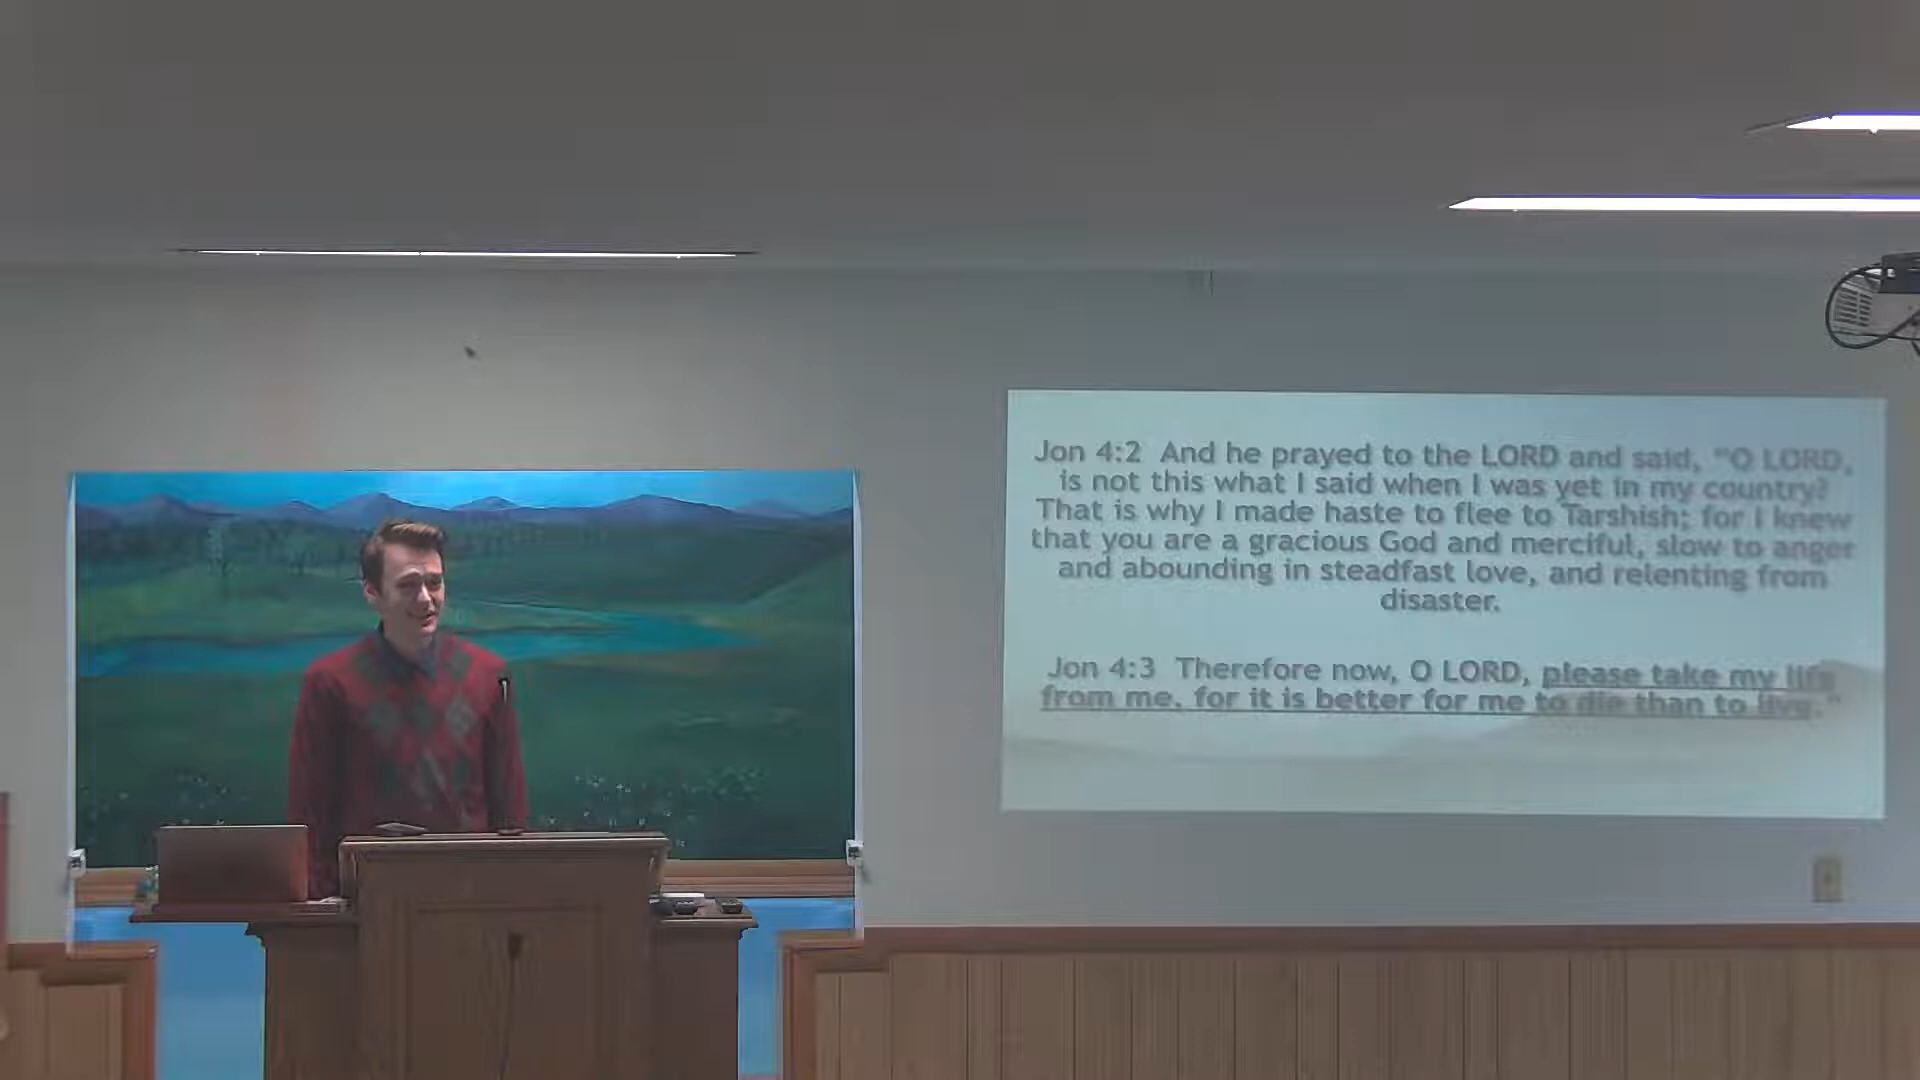 Jon 4:2 And he prayed to the LORD and said, "O LORD,
is not this what I said when I was yet in my country?
That is why I made haste to flee to Tarshish; for I knew
that you are a gracious God and merciful, slow to anger
and abounding in steadfast love, and relenting from
disaster.
Jon 4:3 Therefore now, O LORD, please take my life
from me, for it is better for me to die than to live."